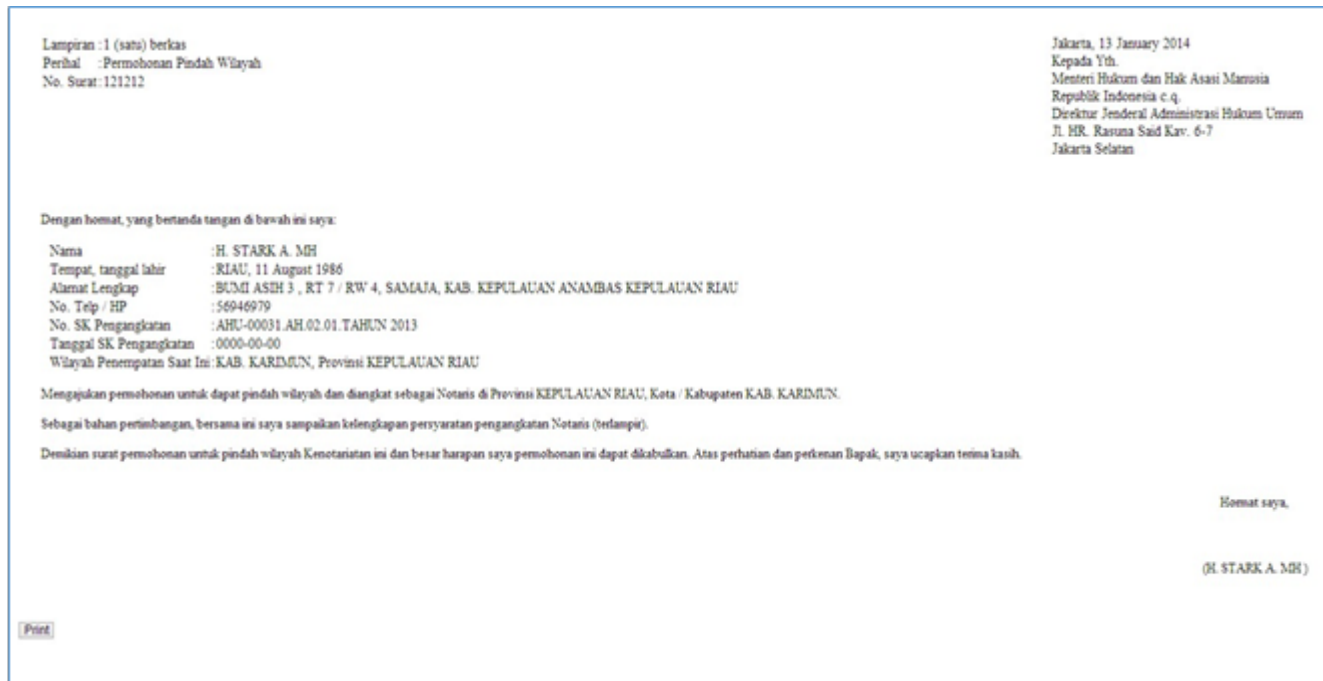 Lampiran : 1 (satu) berkas
Perihal : Permohonan Pindah Wilayah
No. Surat : 121212
Jakarta, 13 January 2014
Kepada Yth.
Menteri Hukum dan Hak Asasi Manusia
Republik Indonesia c.q.
Direktur Jenderal Administrasi Hukum Umum
Jl. HR. Rasuna Said Kav. 6-7
Jakarta Selatan
Dengan hormat, yang bertanda tangan di bawah ini saya:
Nama : H. STARK A. MH
Tempat, tanggal lahir : RIAU, 11 August 1986
Alamat Lengkap : BUMI ASIH 3 , RT 7 / RW 4, SAMAJA, KAB. KEPULAUAN ANAMBAS KEPULAUAN RIAU
No. Telp / HP : 56946979
No. SK Pengangkatan : AHU-00031.AH.02.01.TAHUN 2013
Tanggal SK Pengangkatan : 0000-00-00
Wilayah Penempatan Saat Ini : KAB. KARIMUN, Provinsi KEPULAUAN RIAU
Mengajukan permohonan untuk dapat pindah wilayah dan diangkat sebagai Notaris di Provinsi KEPULAUAN RIAU, Kota / Kabupaten KAB. KARIMUN.
Sebagai bahan pertimbangan, bersama ini saya sampaikan kelengkapan persyaratan pengangkatan Notaris (terlampir).
Demikian surat permohonan untuk pindah wilayah Kenotariatan ini dan besar harapan saya permohonan ini dapat dikabulkan. Atas perhatian dan perkenan Bapak, saya ucapkan terima kasih.
Hormat saya,
(H. STARK A. MH )
Print